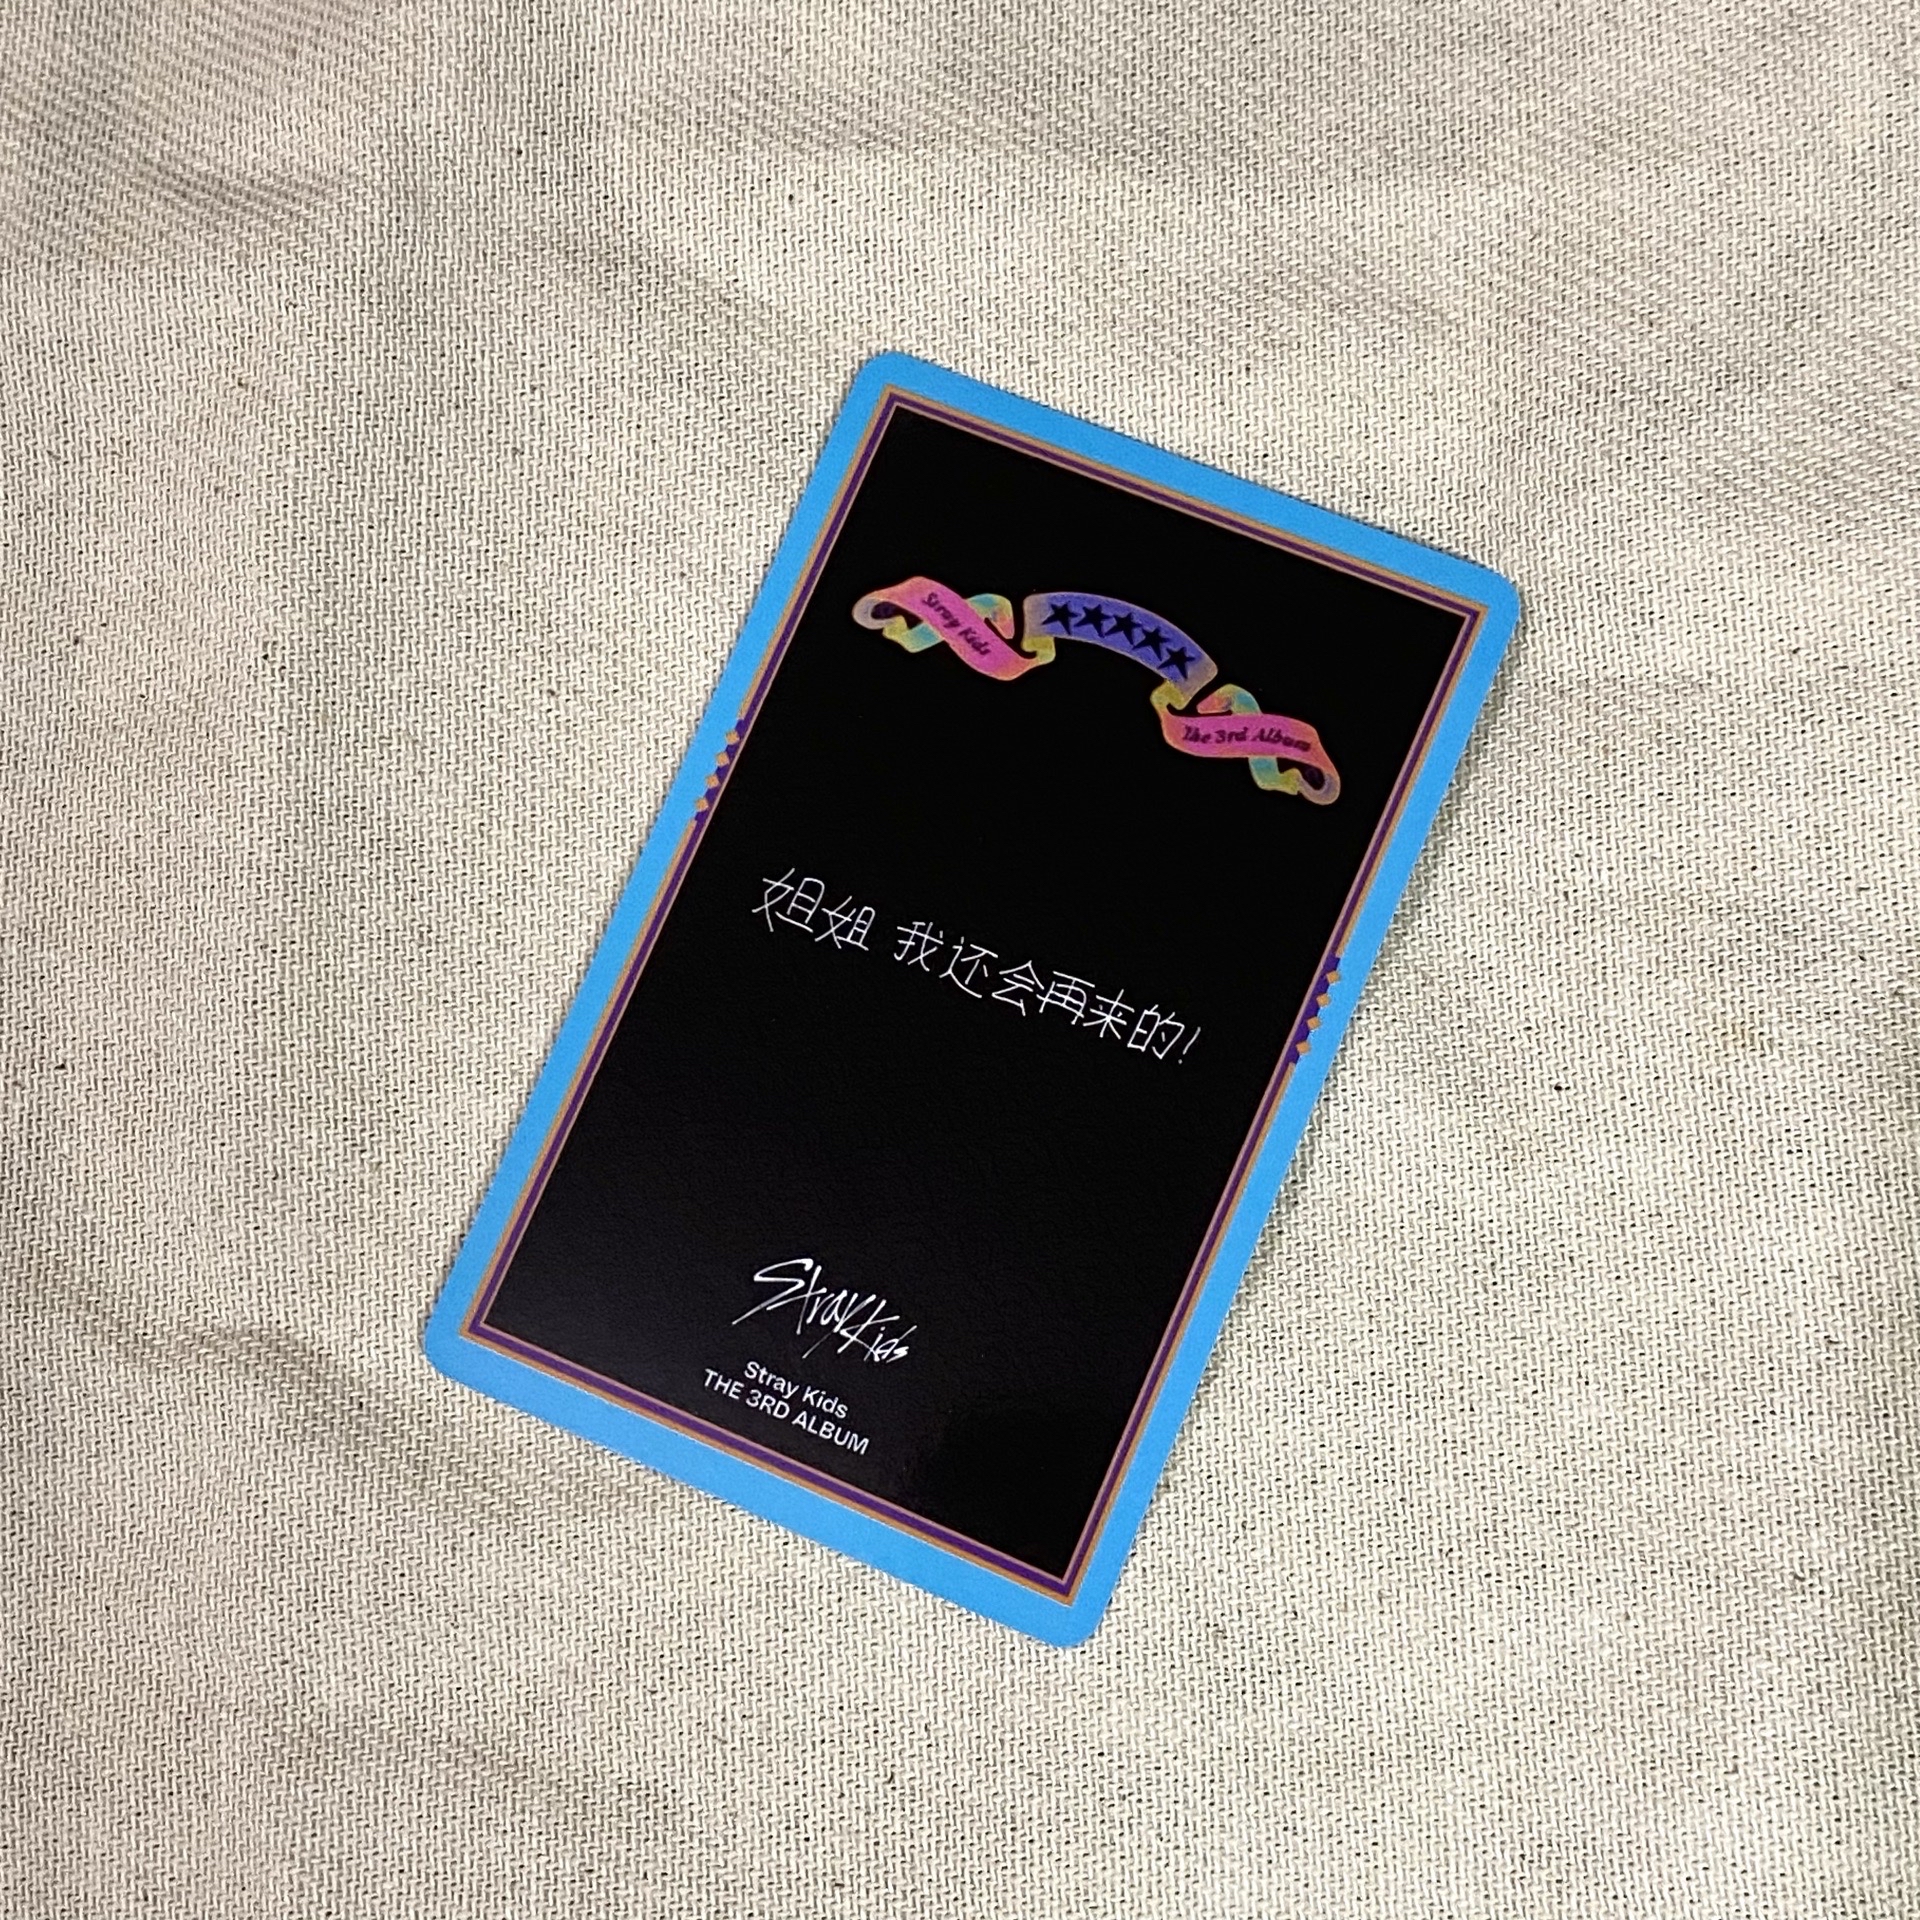 Stray Kids
★★★★★
The 3rd Album
姐姐 我还会再来的!
Stray Kids
Stray Kids
THE 3RD ALBUM